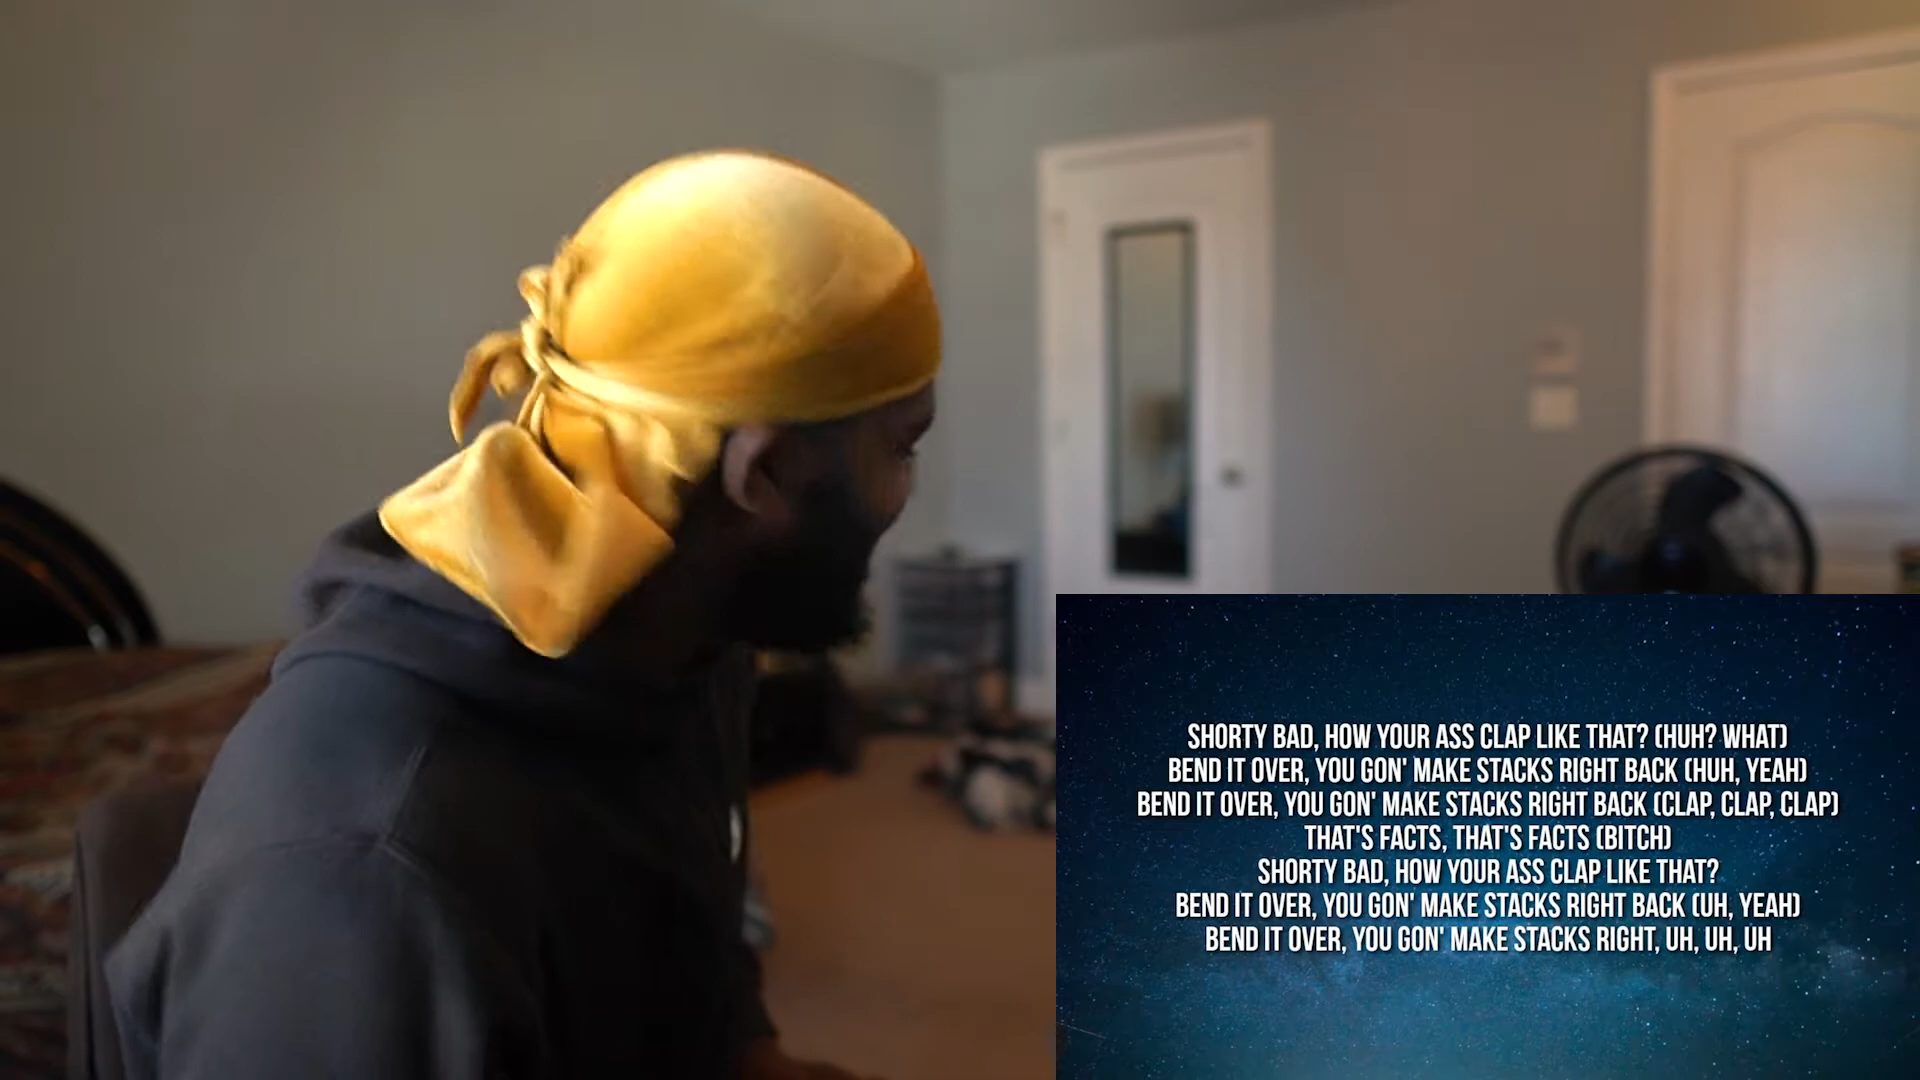 SHORTY BAD, HOW YOUR ASS CLAP LIKE THAT? (HUH? WHAT)
BEND IT OVER, YOU GON' MAKE STACKS RIGHT BACK (HUH, YEAH)
BEND IT OVER, YOU GON' MAKE STACKS RIGHT BACK (CLAP, CLAP, CLAP)
THAT'S FACTS, THAT'S FACTS (BITCH)
SHORTY BAD, HOW YOUR ASS CLAP LIKE THAT?
BEND IT OVER, YOU GON' MAKE STACKS RIGHT BACK (UH, YEAH)
BEND IT OVER, YOU GON' MAKE STACKS RIGHT, UH, UH, UH